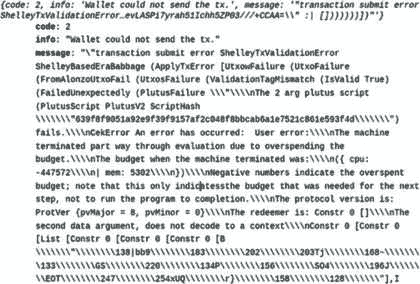 {code: 2, info: 'Wallet could not send the tx.', message: '"transaction submit error
ShelleyTxValidationError…evLASPi7yrah51Ichh5ZP03///+CCAA=\\" :| [])))))])"'}
code: 2
info: "Wallet could not send the tx."
message: "\"transaction submit error ShelleyTxValidationError
ShelleyBasedEraBabbage (ApplyTxError [UtxowFailure (UtxoFailure
(FromAlonzoUtxoFail (UtxosFailure (ValidationTagMismatch (IsValid True)
(FailedUnexpectedly (PlutusFailure \\\"\\\\nThe 2 arg plutus script
(PlutusScript PlutusV2 ScriptHash
\\\\\\\"639f8f9051a92e9f39f9157af2c048f8bbcab6a1e7521c861e593f4d\\\\\\\")
fails.\\\\nCekError An error has occurred:  User error:\\\\nThe machine
terminated part way through evaluation due to overspending the
budget.\\\\nThe budget when the machine terminated was:\\\\n({ cpu:
-447572\\\\n| mem: 5302\\\\n})\\\\nNegative numbers indicate the overspent
budget; note that this only indicatessthe budget that was needed for the next
step, not to run the program to completion.\\\\nThe protocol version is:
ProtVer {pvMajor = 8, pvMinor = 0}\\\\nThe redeemer is: Constr 0 []\\\\nThe
second data argument, does not decode to a context\\\\nConstr 0 [Constr 0
[List [Constr 0 [Constr 0 [Constr 0 [B
\\\\\\\"\\\\\\\\138|bb9\\\\\\\\183\\\\\\\\202\\\\\\\\203Tj\\\\\\\\168~\\\\\\\
\133\\\\\\\\GS\\\\\\\\220\\\\\\\\134P\\\\\\\\156\\\\\\\\SO4\\\\\\\\196J\\\\\\
\\EOT\\\\\\\\247\\\\\\\\254xUQ\\\\\\\\r}\\\\\\\\158\\\\\\\\128\\\\\\\"],I